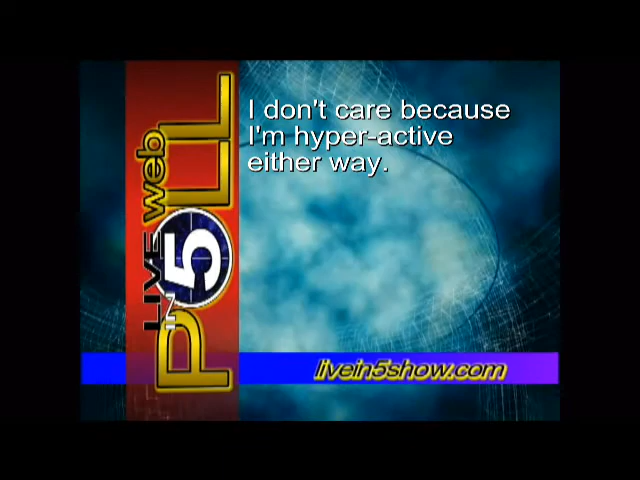 I don't care because
I'm hyper-active
either way.
LIVE IN 5
web
POLL
livein5show.com